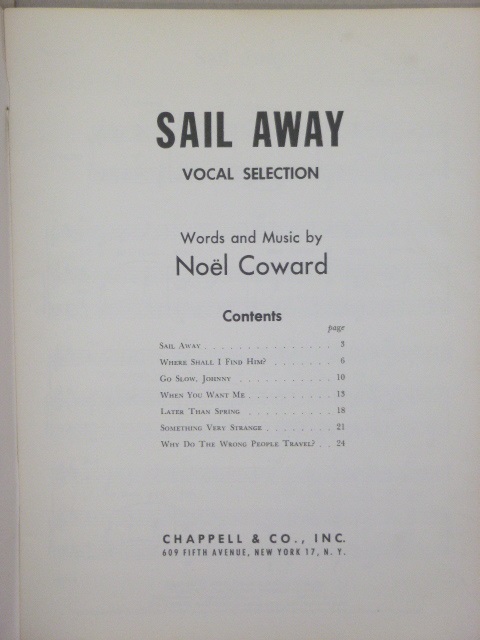 SAIL AWAY
VOCAL SELECTION
Words and Music by
Noël Coward
Contents
page
Sail Away . . . . . . . . . . . . . . . 3
Where Shall I Find Him? . . . . . . . 6
Go Slow, Johnny . . . . . . . . . . . 10
When You Want Me . . . . . . . . . . 13
Later Than Spring . . . . . . . . . . 18
Something Very Strange . . . . . . . . 21
Why Do The Wrong People Travel? . . 24
CHAPPELL & CO., INC.
609 FIFTH AVENUE, NEW YORK 17, N. Y.